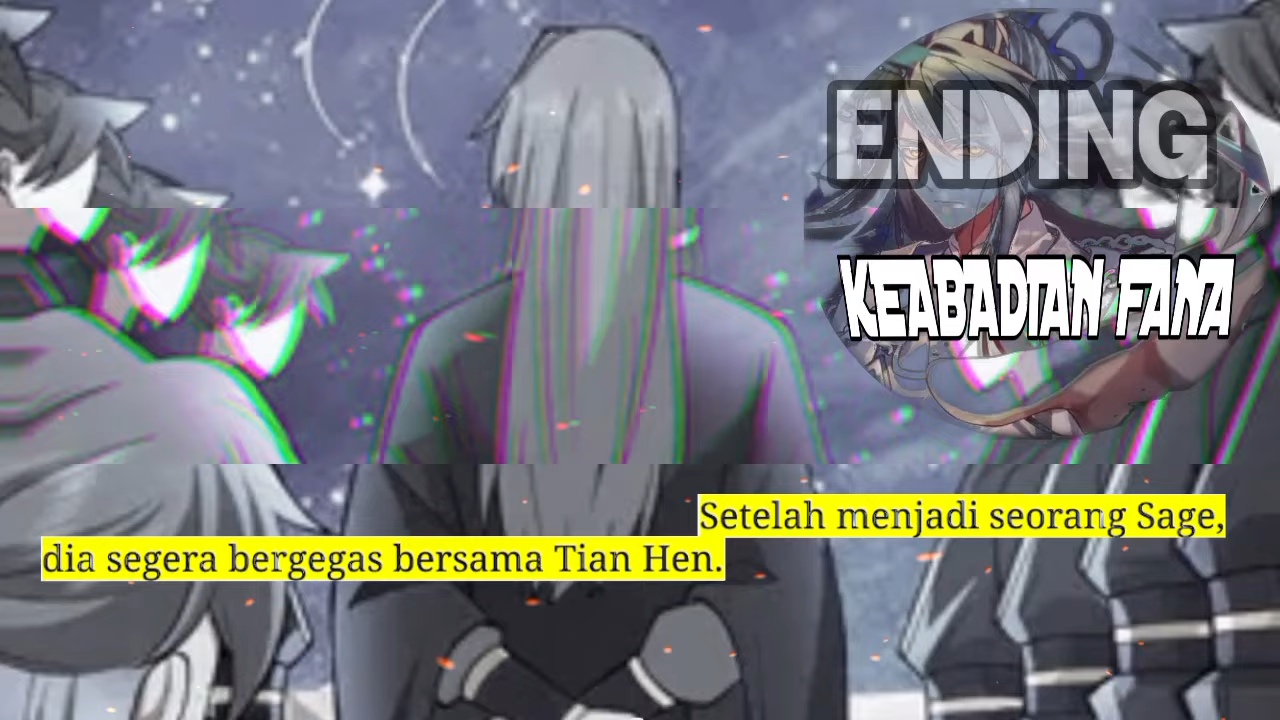 ENDING
KEABADIAN FANA
Setelah menjadi seorang Sage,
dia segera bergegas bersama Tian Hen.